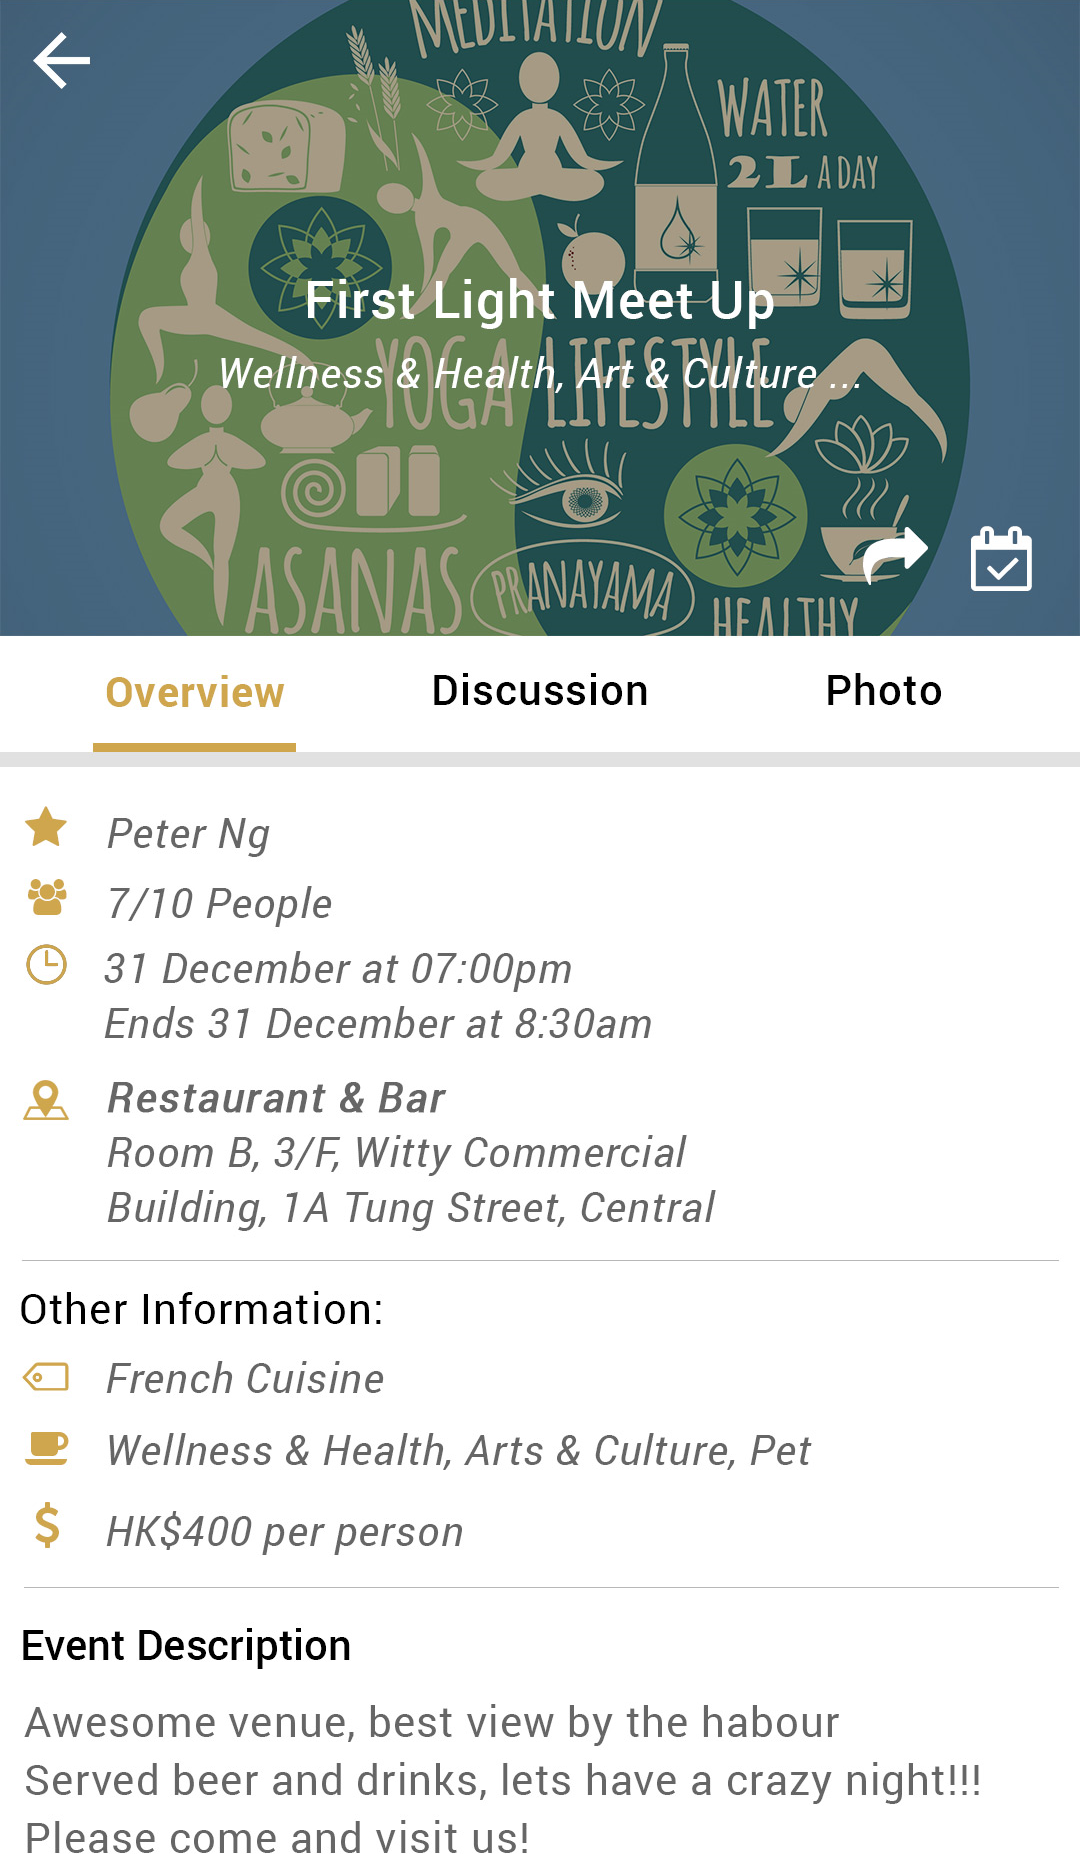 MEDITATION
WATER
2L A DAY
First Light Meet Up
YOGA LIFESTYLE
Wellness & Health, Art & Culture ...
ASANAS PRANAYAMA
HEALTHY
Overview Discussion Photo
Peter Ng
7/10 People
31 December at 07:00pm
Ends 31 December at 8:30am
Restaurant & Bar
Room B, 3/F, Witty Commercial
Building, 1A Tung Street, Central
Other Information:
French Cuisine
Wellness & Health, Arts & Culture, Pet
$ HK$400 per person
Event Description
Awesome venue, best view by the habour
Served beer and drinks, lets have a crazy night!!!
Please come and visit us!